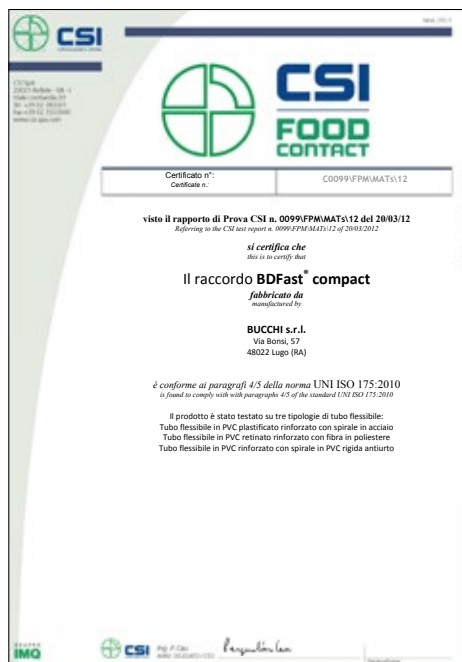 CSI
CSI
FOOD
CONTACT
Certificato n°:
Certificate n.:
C0099\FPM\MATs\12
visto il rapporto di Prova CSI n. 0099\FPM\MATs\12 del 20/03/12
Referring to the CSI test report n. 0099\FPM\MATs\12 of 20/03/2012
si certifica che
this is to certify that
Il raccordo BDFast® compact
fabbricato da
manufactured by
BUCCHI s.r.l.
Via Bonsi, 57
48022 Lugo (RA)
è conforme ai paragrafi 4/5 della norma UNI ISO 175:2010
is found to comply with with paragraphs 4/5 of the standard UNI ISO 175:2010
Il prodotto è stato testato su tre tipologie di tubo flessibile:
Tubo flessibile in PVC plastificato rinforzato con spirale in acciaio
Tubo flessibile in PVC retinato rinforzato con fibra in poliestere
Tubo flessibile in PVC rinforzato con spirale in PVC rigida antiurto
IMQ
CSI